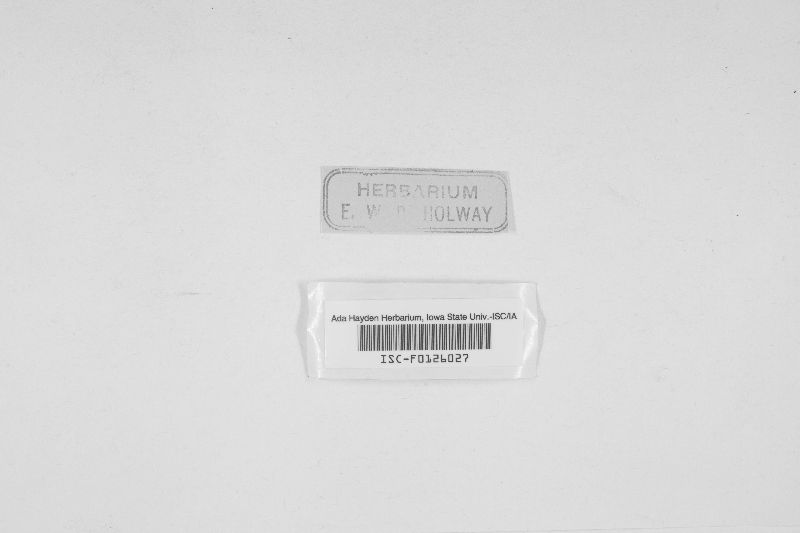 HERBARIUM
E. W. D. HOLWAY
Ada Hayden Herbarium, Iowa State Univ.-ISC/IA
ISC-F0126027